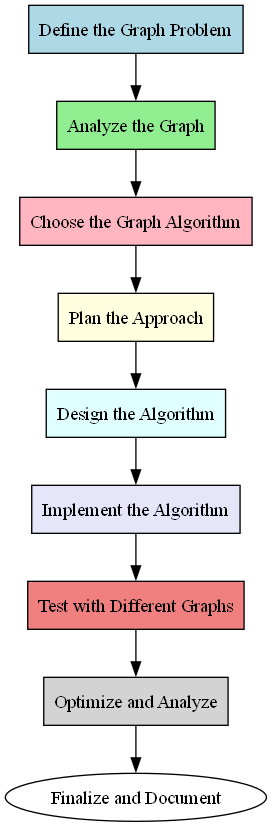 Define the Graph Problem
Analyze the Graph
Choose the Graph Algorithm
Plan the Approach
Design the Algorithm
Implement the Algorithm
Test with Different Graphs
Optimize and Analyze
Finalize and Document